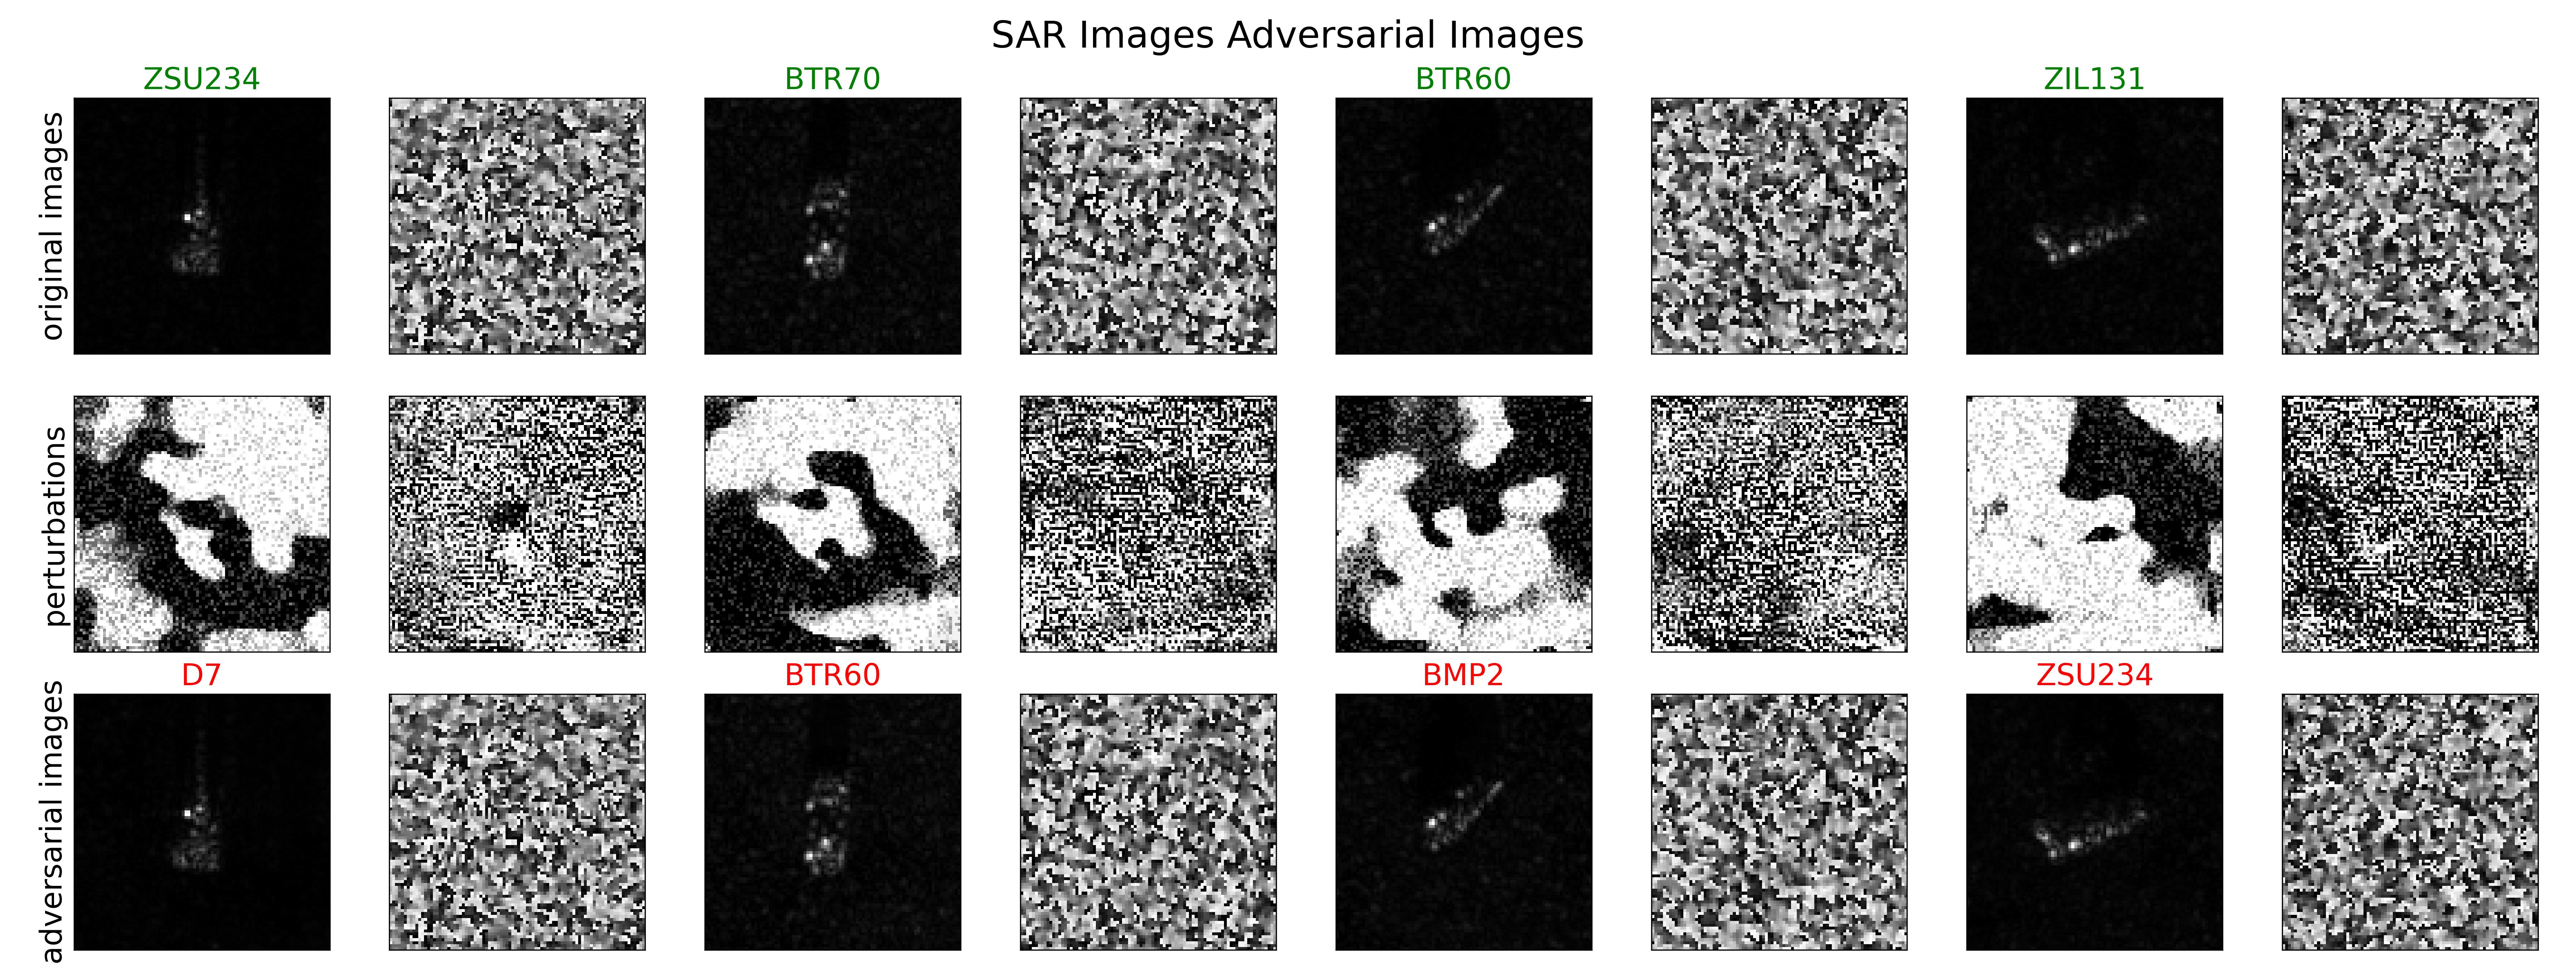 SAR Images Adversarial Images
ZSU234
BTR70
BTR60
ZIL131
original images
perturbations
D7
BTR60
BMP2
ZSU234
adversarial images